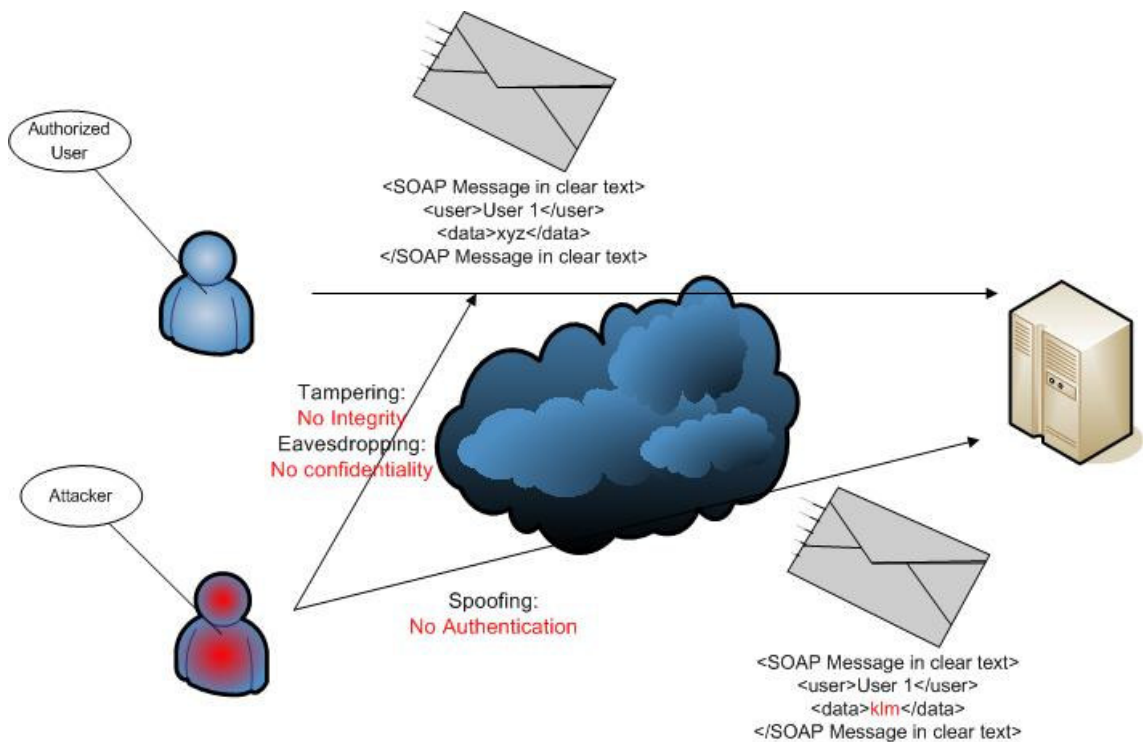 Authorized
User
<SOAP Message in clear text>
<user>User 1</user>
<data>xyz</data>
</SOAP Message in clear text>
Tampering:
No Integrity
Eavesdropping:
No confidentiality
Attacker
Spoofing:
No Authentication
<SOAP Message in clear text>
<user>User 1</user>
<data>klm</data>
</SOAP Message in clear text>